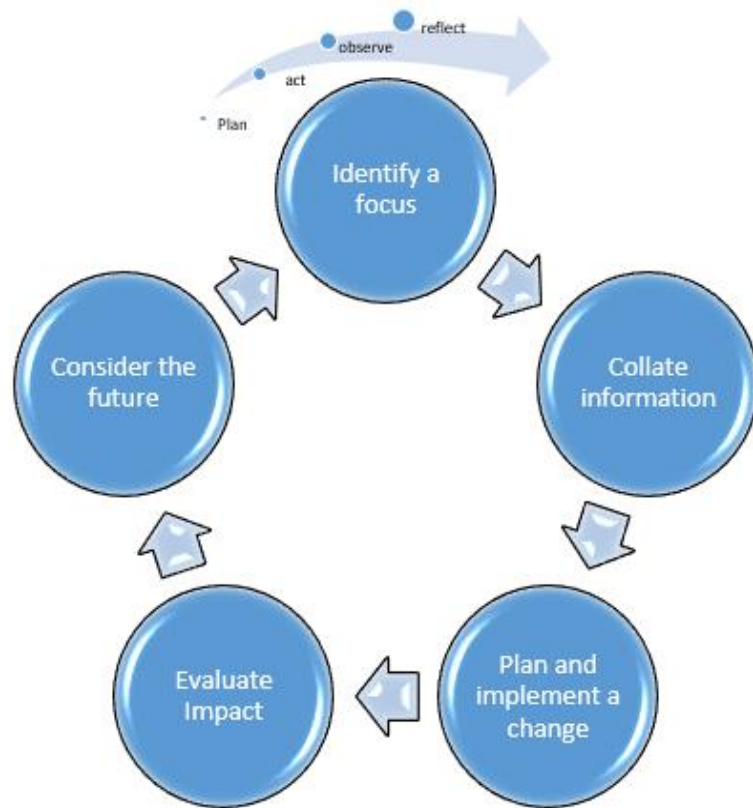 reflect
observe
act
Plan
Identify a
focus
Collate
information
Plan and
implement a
change
Evaluate
Impact
Consider the
future